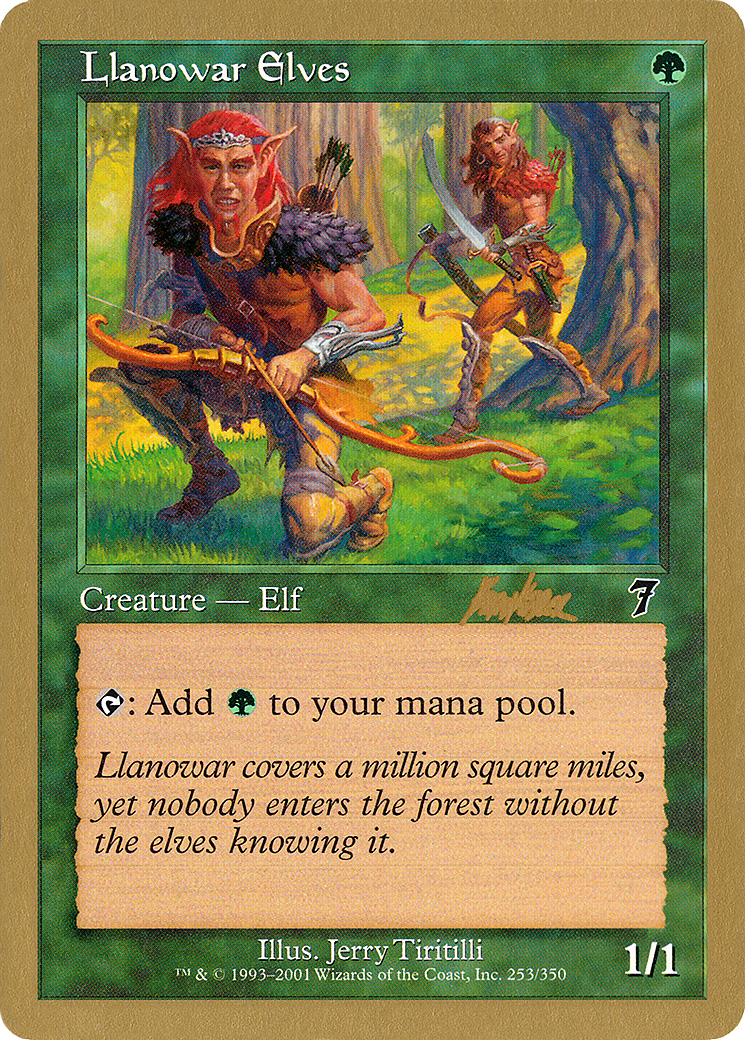 Llanowar Elves
Creature — Elf
7
: Add to your mana pool.
Llanowar covers a million square miles,
yet nobody enters the forest without
the elves knowing it.
Illus. Jerry Tiritilli
™ & © 1993–2001 Wizards of the Coast, Inc. 253/350
1/1